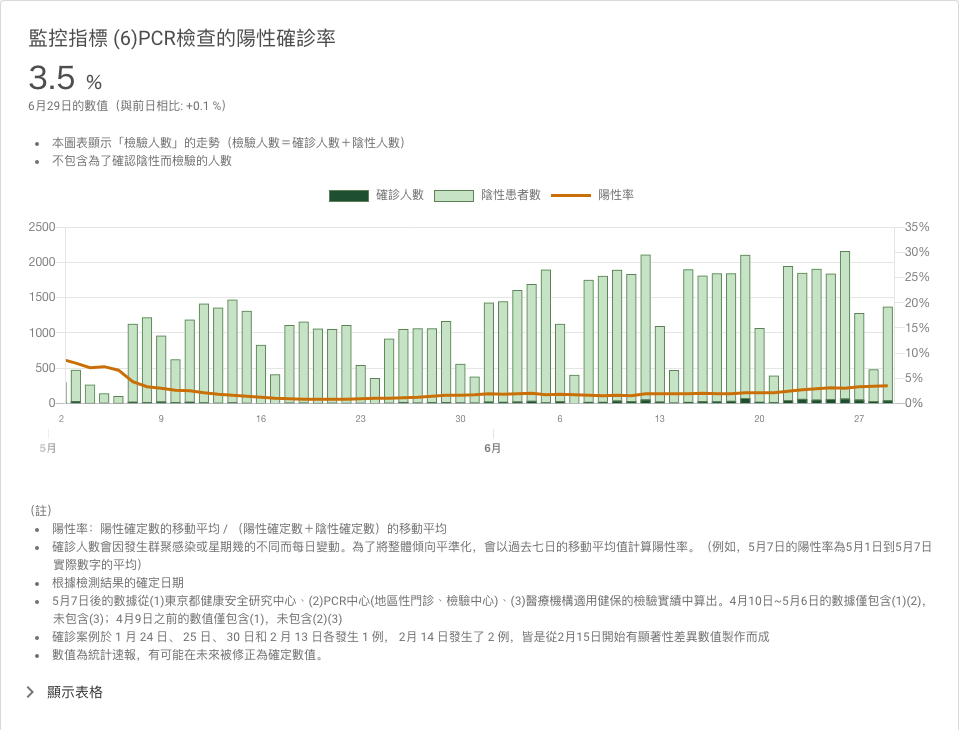 監控指標 (6)PCR檢查的陽性確診率
3.5 %
6月29日的數值（與前日相比: +0.1 %）
本圖表顯示「檢驗人數」的走勢（檢驗人數＝確診人數＋陰性人數）
不包含為了確認陰性而檢驗的人數
確診人數 陰性患者數 陽性率
2500 35%
30%
2000
25%
1500 20%
1000 15%
10%
500
5%
0 0%
2 9 16 23 30 6 13 20 27
5月 6月
（註）
陽性率：陽性確定數的移動平均 / （陽性確定數＋陰性確定數）的移動平均
確診人數會因發生群聚感染或星期幾的不同而每日變動。為了將整體傾向平準化，會以過去七日的移動平均值計算陽性率。（例如，5月7日的陽性率為5月1日到5月7日
實際數字的平均）
根據檢測結果的確定日期
5月7日後的數據從(1)東京都健康安全研究中心、(2)PCR中心(地區性門診、檢驗中心)、(3)醫療機構適用健保的檢驗實績中算出。4月10日~5月6日的數據僅包含(1)(2)，
未包含(3)；4月9日之前的數值僅包含(1)，未包含(2)(3)
確診案例於 1 月 24 日、 25 日、 30 日和 2 月 13 日各發生 1 例， 2月 14 日發生了 2 例，皆是從2月15日開始有顯著性差異數值製作而成
數值為統計速報，有可能在未來被修正為確定數值。
顯示表格